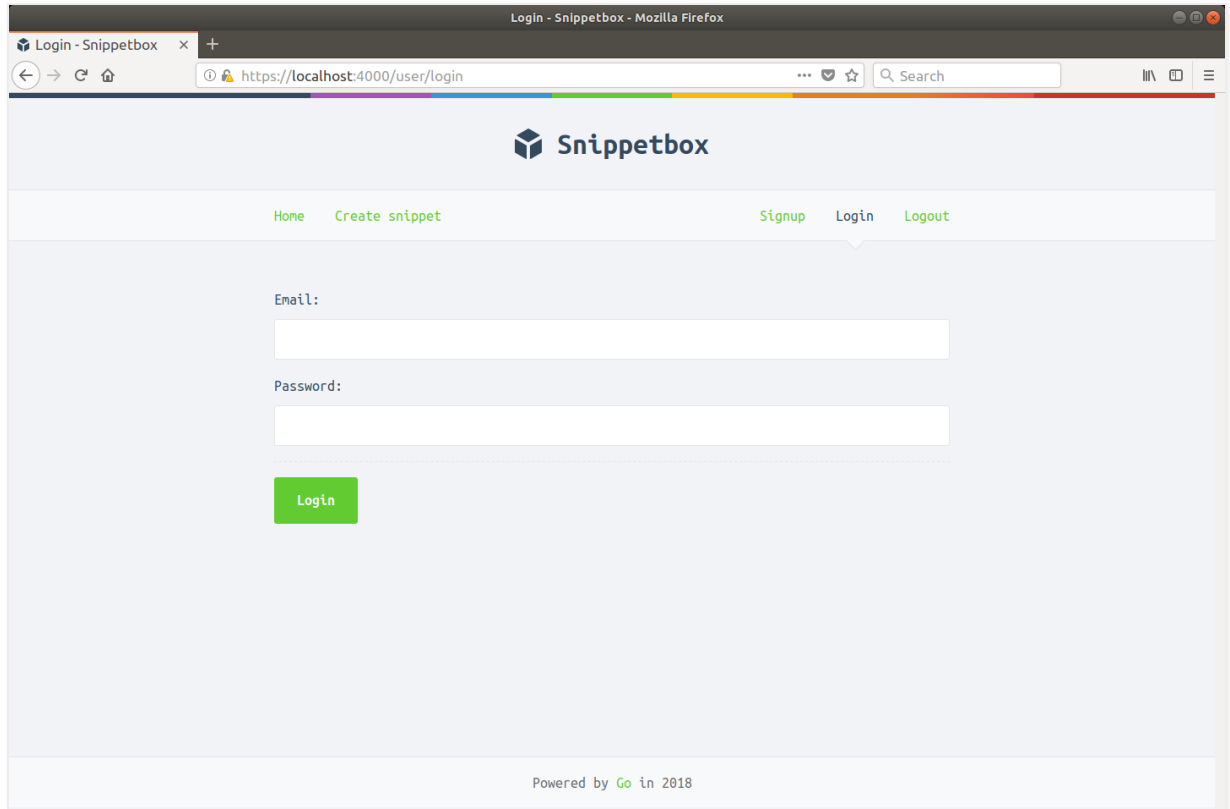 Login - Snippetbox - Mozilla Firefox
Login - Snippetbox
https://localhost:4000/user/login
Search
Snippetbox
Home Create snippet Signup Login Logout
Email:
Password:
Login
Powered by Go in 2018